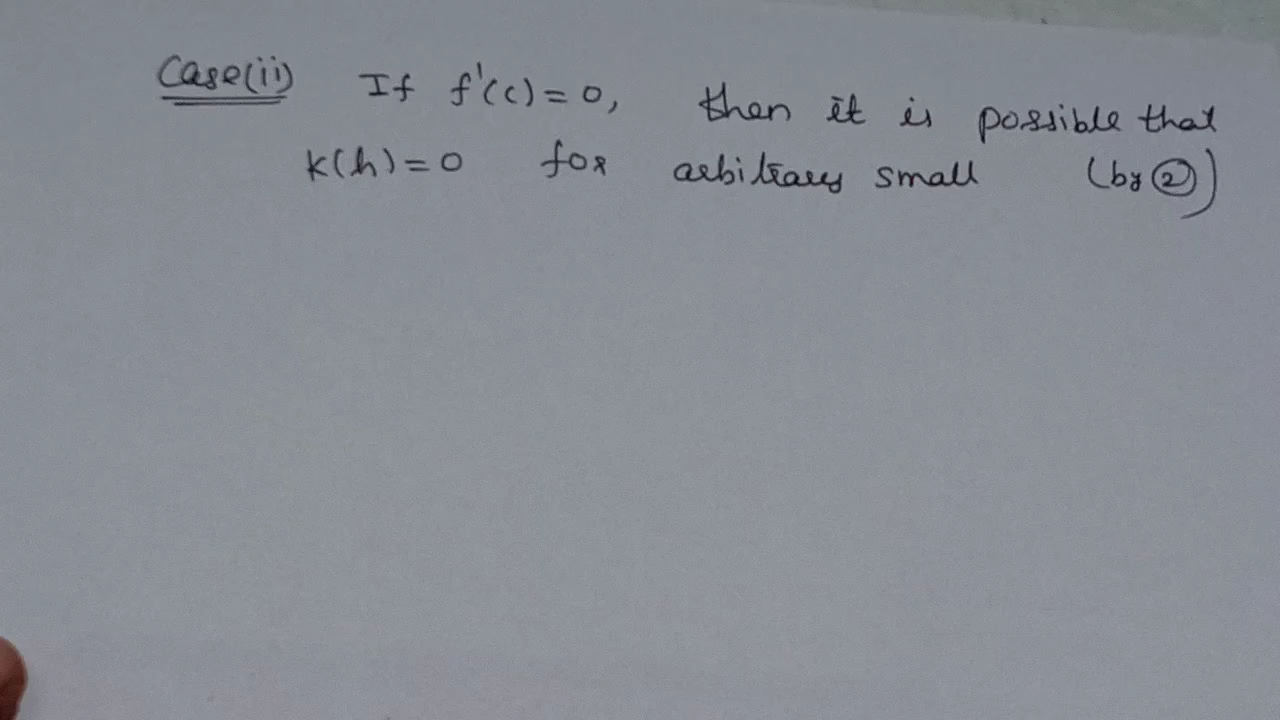 Case(ii) If f'(c) = 0, then it is possible that
k(h) = 0 for arbitrary small (by ②)